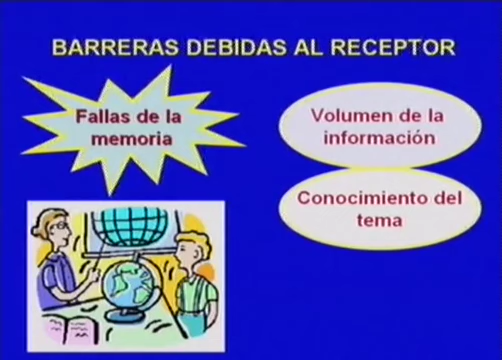 BARRERAS DEBIDAS AL RECEPTOR
Fallas de la
memoria
Volumen de la
información
Conocimiento del
tema